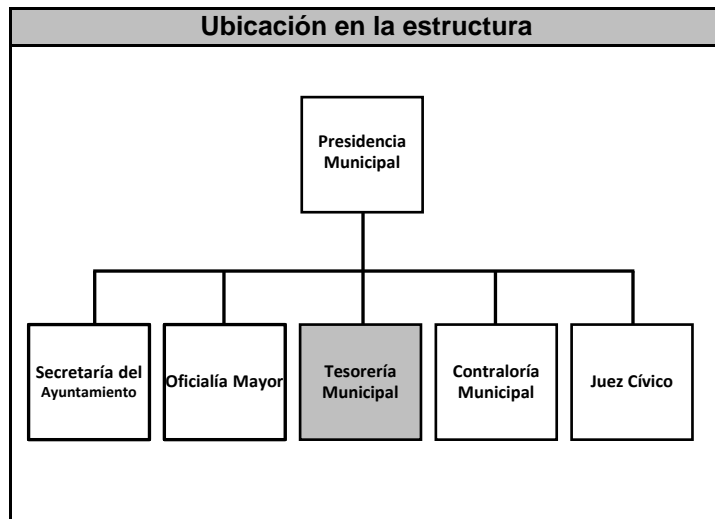 Ubicación en la estructura
Presidencia
Municipal
Secretaría del
Ayuntamiento
Oficialía Mayor
Tesorería
Municipal
Contraloría
Municipal
Juez Cívico